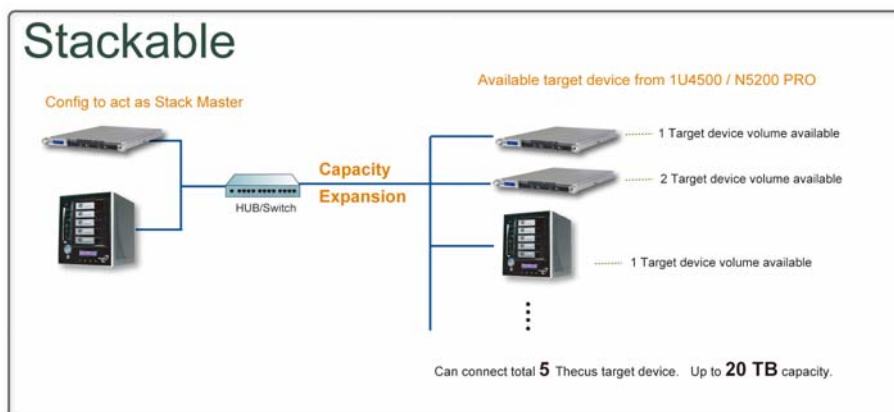 Stackable
Config to act as Stack Master
Available target device from 1U4500 / N5200 PRO
HUB/Switch
Capacity
Expansion
1 Target device volume available
2 Target device volume available
1 Target device volume available
Can connect total 5 Thecus target device. Up to 20 TB capacity.